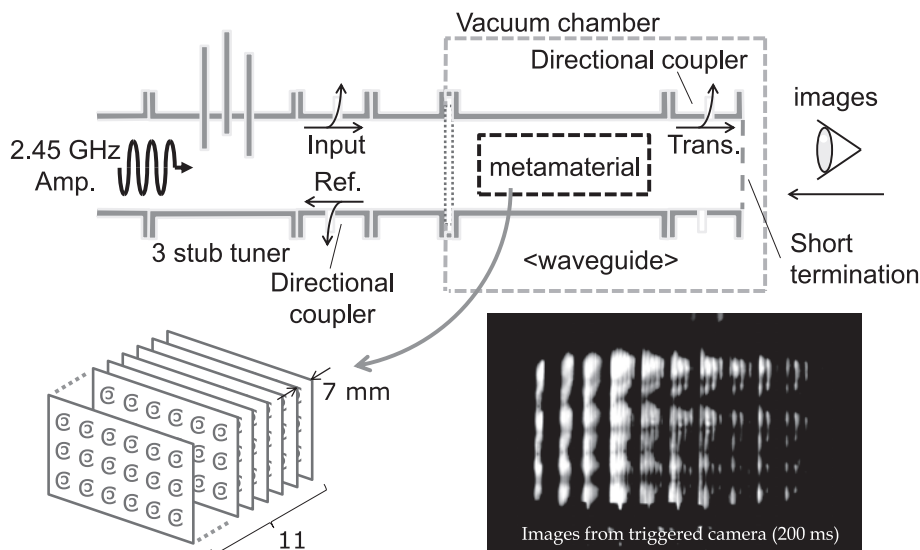 Vacuum chamber
Directional coupler
images
2.45 GHz
Amp.
Input
Trans.
metamaterial
Ref.
3 stub tuner
Directional
coupler
<waveguide>
Short
termination
7 mm
11
Images from triggered camera (200 ms)